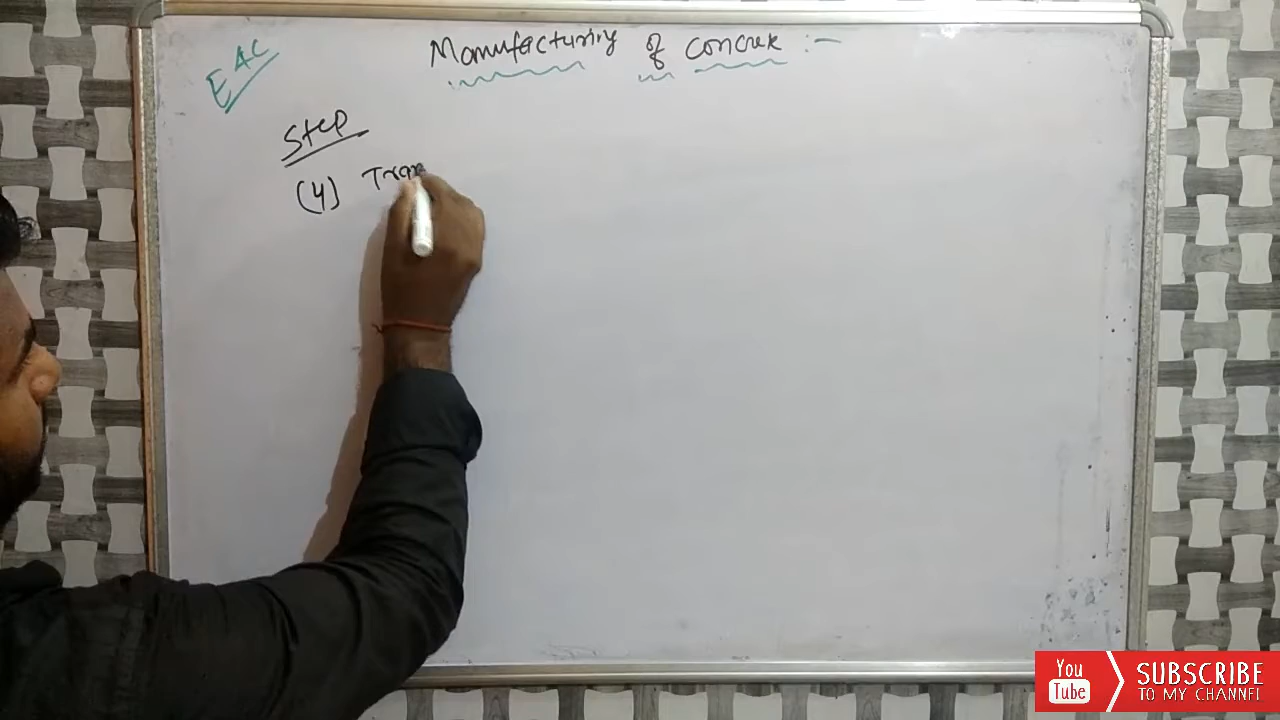 EAC
Manufacturing of concrete :-
Step
(4) Tran
You
Tube
SUBSCRIBE
TO MY CHANNEL